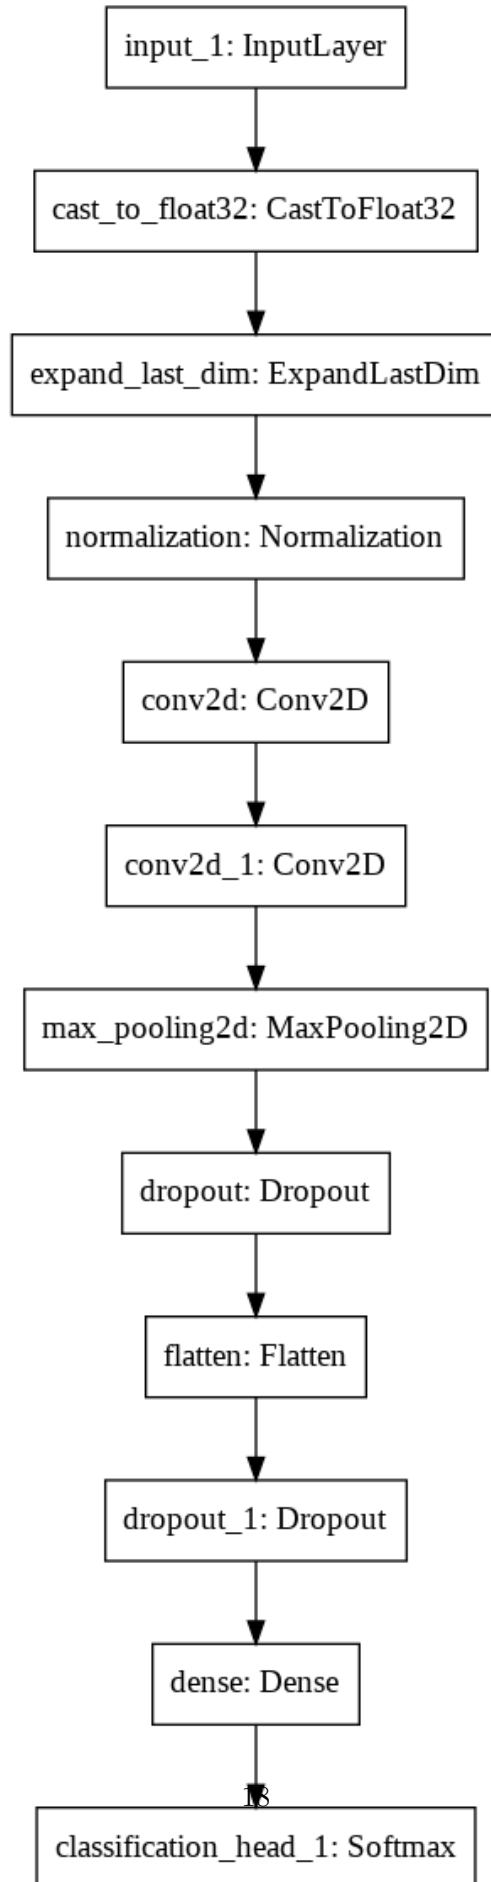 input_1: InputLayer
cast_to_float32: CastToFloat32
expand_last_dim: ExpandLastDim
normalization: Normalization
conv2d: Conv2D
conv2d_1: Conv2D
max_pooling2d: MaxPooling2D
dropout: Dropout
flatten: Flatten
dropout_1: Dropout
dense: Dense
18
classification_head_1: Softmax